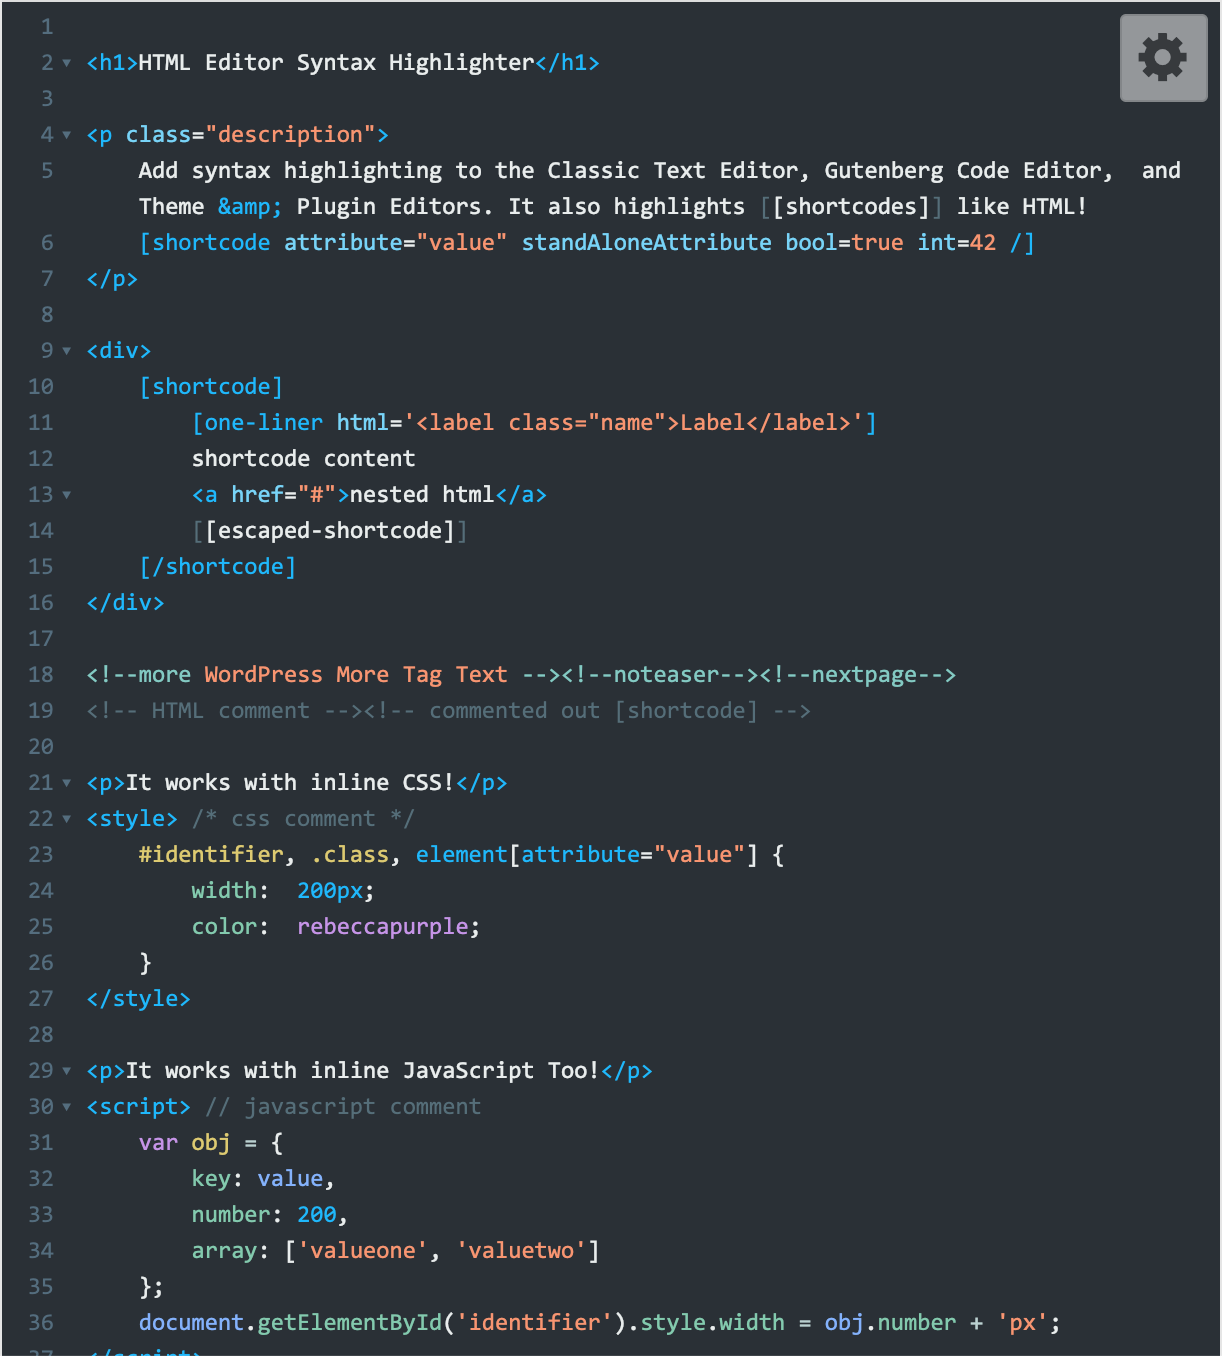 1
2 <h1>HTML Editor Syntax Highlighter</h1>
3
4 <p class="description">
5     Add syntax highlighting to the Classic Text Editor, Gutenberg Code Editor,  and
    Theme &amp; Plugin Editors. It also highlights [[shortcodes]] like HTML!
6     [shortcode attribute="value" standAloneAttribute bool=true int=42 /]
7 </p>
8
9 <div>
10     [shortcode]
11         [one-liner html='<label class="name">Label</label>']
12         shortcode content
13         <a href="#">nested html</a>
14         [[escaped-shortcode]]
15     [/shortcode]
16 </div>
17
18 <!--more WordPress More Tag Text --><!--noteaser--><!--nextpage-->
19 <!-- HTML comment --><!-- commented out [shortcode] -->
20
21 <p>It works with inline CSS!</p>
22 <style> /* css comment */
23     #identifier, .class, element[attribute="value"] {
24         width:  200px;
25         color:  rebeccapurple;
26     }
27 </style>
28
29 <p>It works with inline JavaScript Too!</p>
30 <script> // javascript comment
31     var obj = {
32         key: value,
33         number: 200,
34         array: ['valueone', 'valuetwo']
35     };
36     document.getElementById('identifier').style.width = obj.number + 'px';
37 </script>